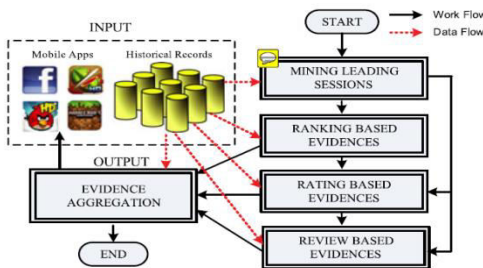 INPUT
START
Work Flow
Data Flow
Mobile Apps
Historical Records
MINING LEADING
SESSIONS
RANKING BASED
EVIDENCES
OUTPUT
EVIDENCE
AGGREGATION
RATING BASED
EVIDENCES
REVIEW BASED
EVIDENCES
END